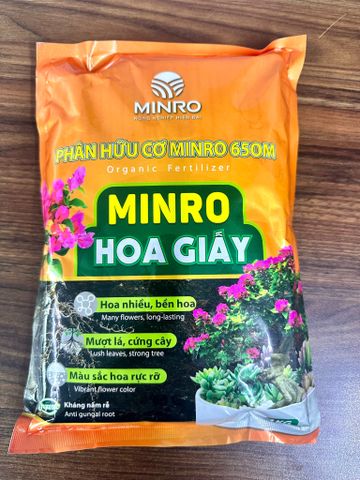 MINRO
NÔNG NGHIỆP HIỆN ĐẠI
PHÂN HỮU CƠ MINRO 650M
Organic Fertilizer
MINRO
HOA GIẤY
Hoa nhiều, bền hoa
Many flowers, long-lasting
Mượt lá, cứng cây
Lush leaves, strong tree
Màu sắc hoa rực rỡ
Vibrant flower color
Kháng nấm rễ
Anti gungal root